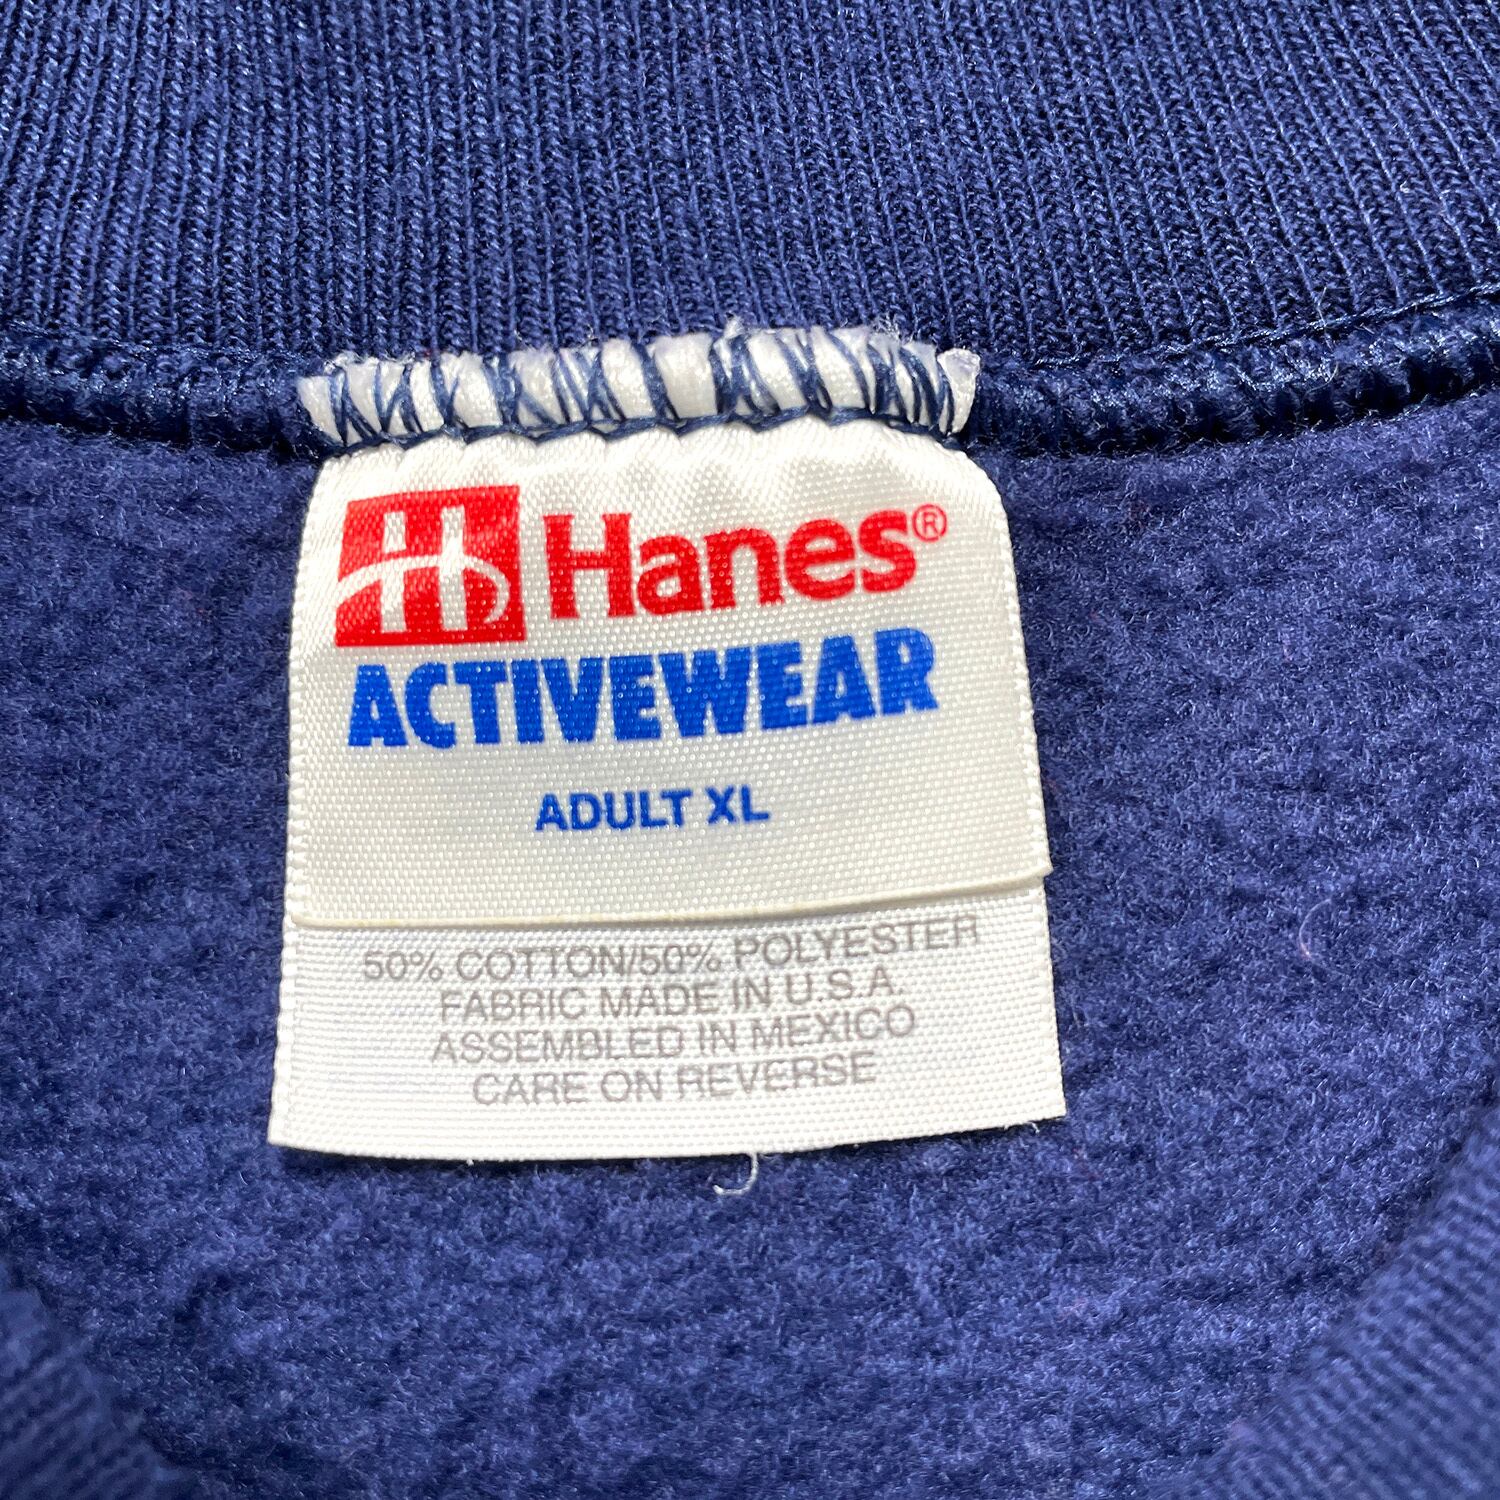 Hanes®
ACTIVEWEAR
ADULT XL
50% COTTON/50% POLYESTER
FABRIC MADE IN U.S.A.
ASSEMBLED IN MEXICO
CARE ON REVERSE